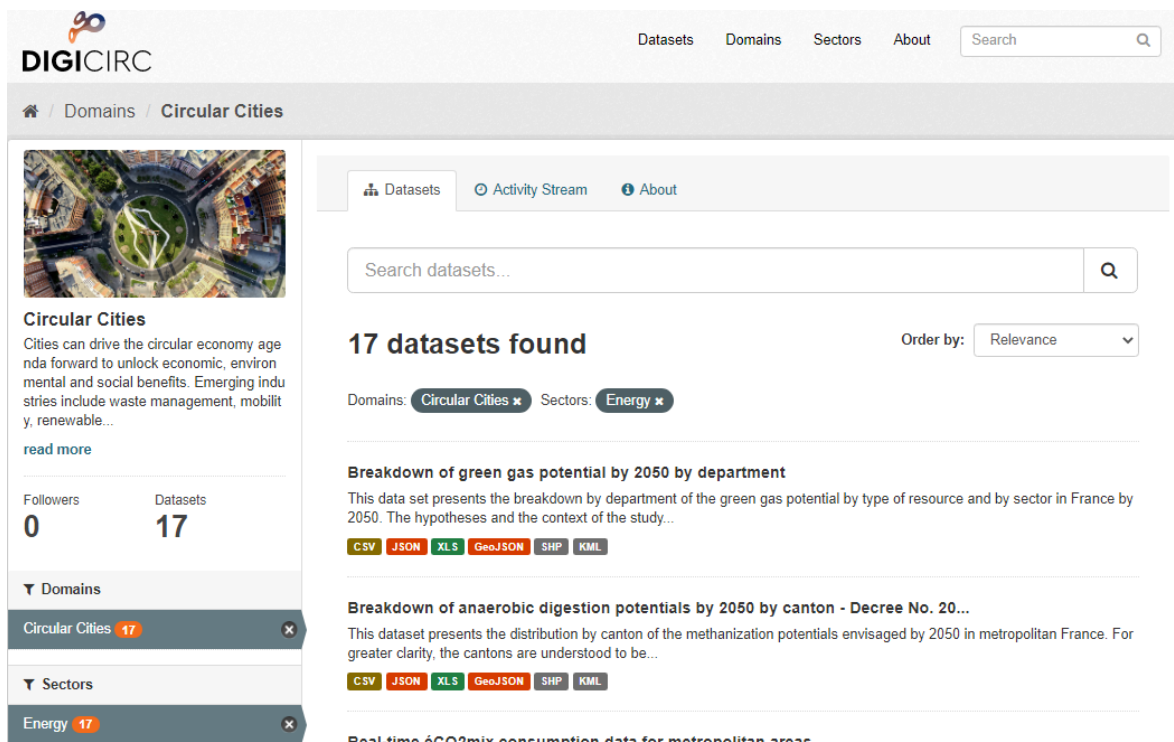 DIGICIRC
Datasets Domains Sectors About Search
/ Domains / Circular Cities
Circular Cities
Cities can drive the circular economy age
nda forward to unlock economic, environ
mental and social benefits. Emerging indu
stries include waste management, mobilit
y, renewable...
read more
Followers Datasets
0 17
Domains
Circular Cities 17
Sectors
Energy 17
Datasets Activity Stream About
Search datasets...
17 datasets found
Order by: Relevance
Domains: Circular Cities × Sectors: Energy ×
Breakdown of green gas potential by 2050 by department
This data set presents the breakdown by department of the green gas potential by type of resource and by sector in France by
2050. The hypotheses and the context of the study...
CSV JSON XLS GeoJSON SHP KML
Breakdown of anaerobic digestion potentials by 2050 by canton - Decree No. 20...
This dataset presents the distribution by canton of the methanization potentials envisaged by 2050 in metropolitan France. For
greater clarity, the cantons are understood to be...
CSV JSON XLS GeoJSON SHP KML
Real-time éCO2mix consumption data for metropolitan areas